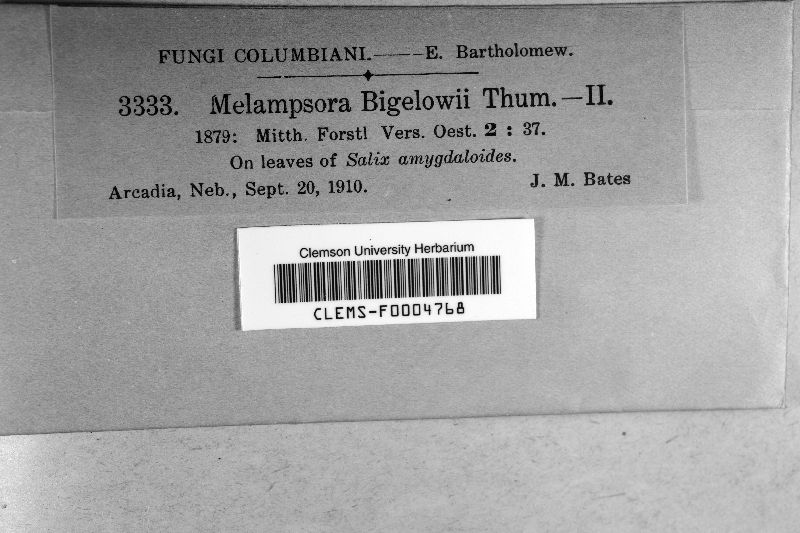 FUNGI COLUMBIANI.——E. Bartholomew.
3333. Melampsora Bigelowii Thum.—II.
1879: Mitth. Forstl Vers. Oest. 2 : 37.
On leaves of Salix amygdaloides.
Arcadia, Neb., Sept. 20, 1910. J. M. Bates
Clemson University Herbarium
CLEMS-F0004768